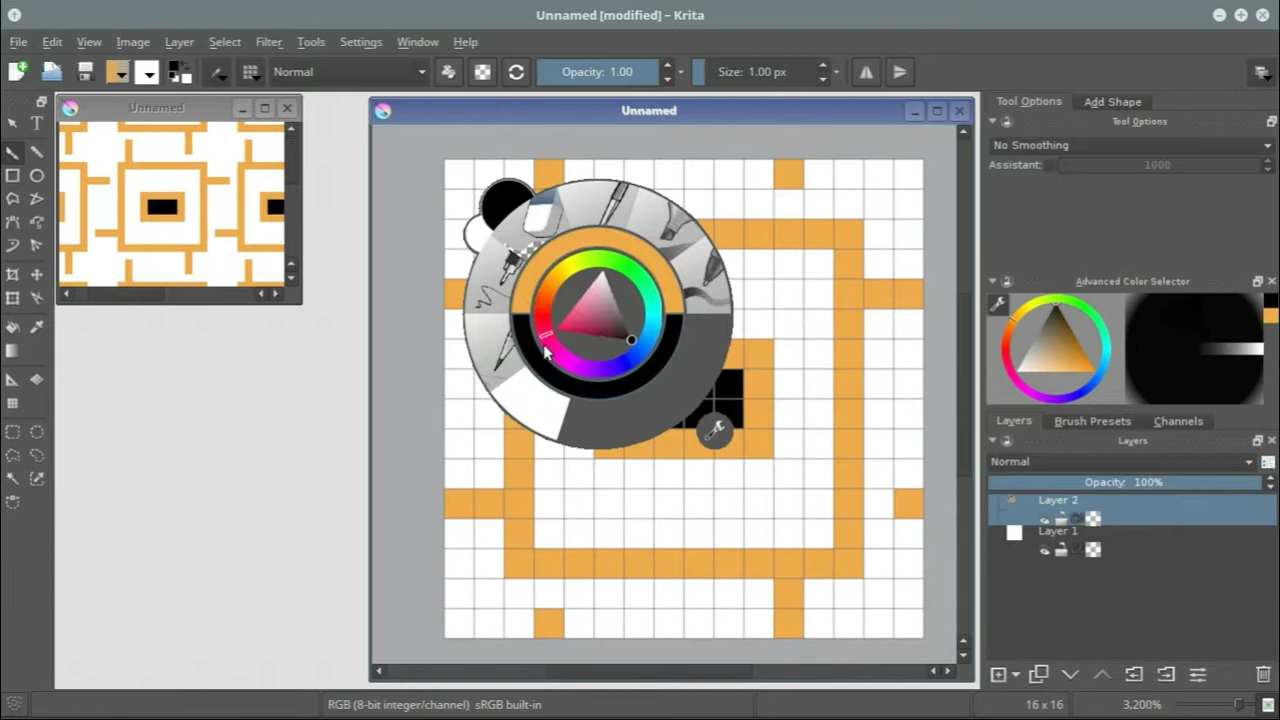 Unnamed [modified] – Krita
File Edit View Image Layer Select Filter Tools Settings Window Help
Normal Opacity: 1.00 Size: 1.00 px
Unnamed
Unnamed
Tool Options Add Shape
Tool Options
No Smoothing
Assistant: 1000
Advanced Color Selector
Layers Brush Presets Channels
Layers
Normal
Opacity: 100%
Layer 2
Layer 1
RGB (8-bit integer/channel) sRGB built-in 16 x 16 3,200%